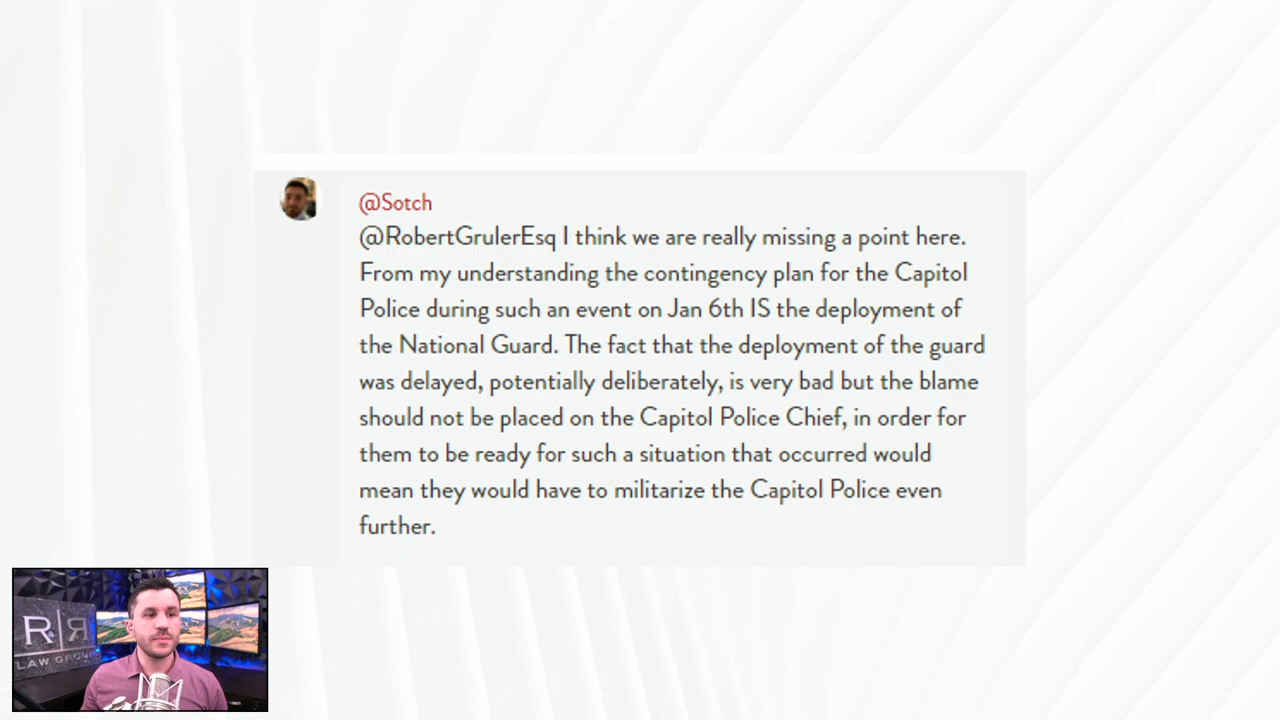 @Sotch
@RobertGrulerEsq I think we are really missing a point here.
From my understanding the contingency plan for the Capitol
Police during such an event on Jan 6th IS the deployment of
the National Guard. The fact that the deployment of the guard
was delayed, potentially deliberately, is very bad but the blame
should not be placed on the Capitol Police Chief, in order for
them to be ready for such a situation that occurred would
mean they would have to militarize the Capitol Police even
further.
R|R
LAW GROUP